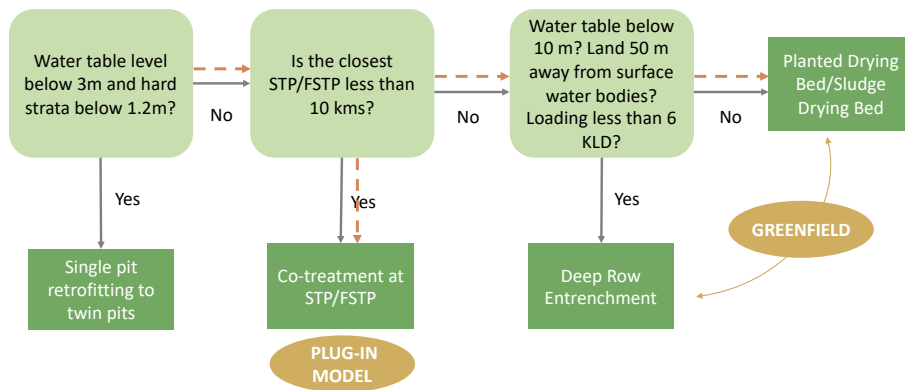 Water table level
below 3m and hard
strata below 1.2m?
No
Is the closest
STP/FSTP less than
10 kms?
No
Water table below
10 m? Land 50 m
away from surface
water bodies?
Loading less than 6
KLD?
No
Planted Drying
Bed/Sludge
Drying Bed
Yes
Yes
Yes
GREENFIELD
Single pit
retrofitting to
twin pits
Co-treatment at
STP/FSTP
Deep Row
Entrenchment
PLUG-IN
MODEL